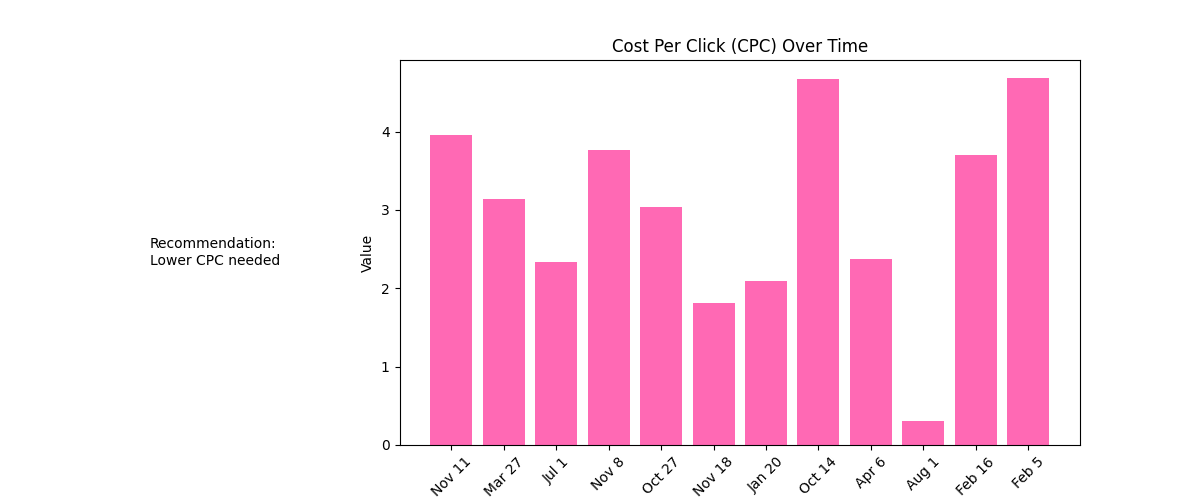 Cost Per Click (CPC) Over Time
Recommendation:
Lower CPC needed
Value
4
3
2
1
0
Nov 11
Mar 27
Jul 1
Nov 8
Oct 27
Nov 18
Jan 20
Oct 14
Apr 6
Aug 1
Feb 16
Feb 5